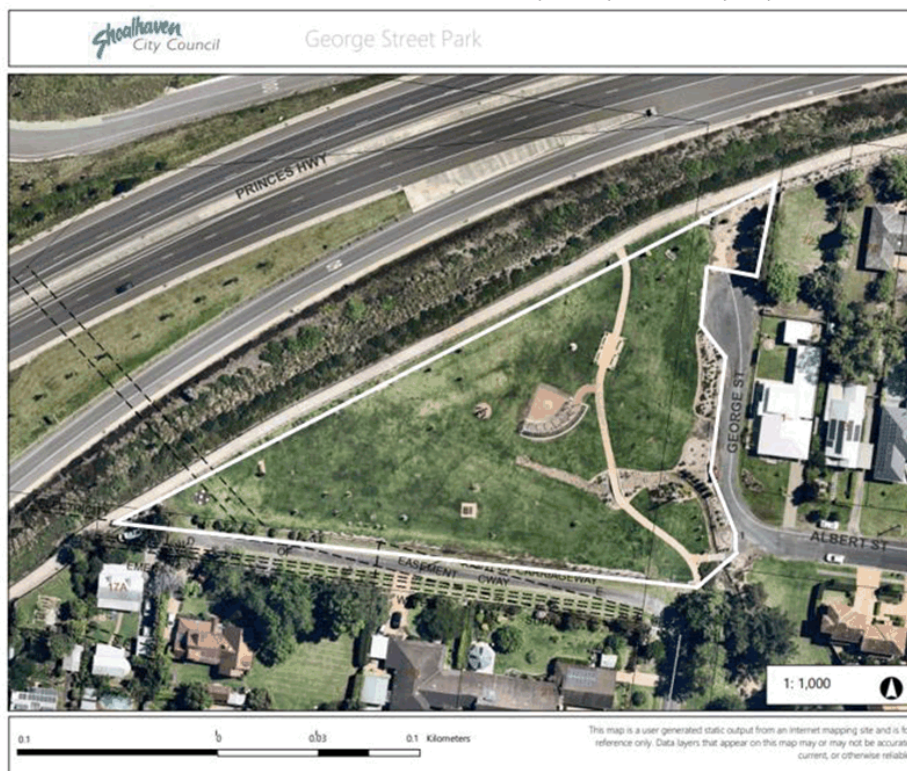 Shoalhaven
City Council
George Street Park
PRINCES HWY
GEORGE ST
ALBERT ST
EASEMENT
CWAY
CARRIAGEWAY
17A
1: 1,000
0.1 0 0.03 0.1 Kilometers
This map is a user generated static output from an Internet mapping site and is fo
reference only. Data layers that appear on this map may or may not be accurate
current, or otherwise reliable